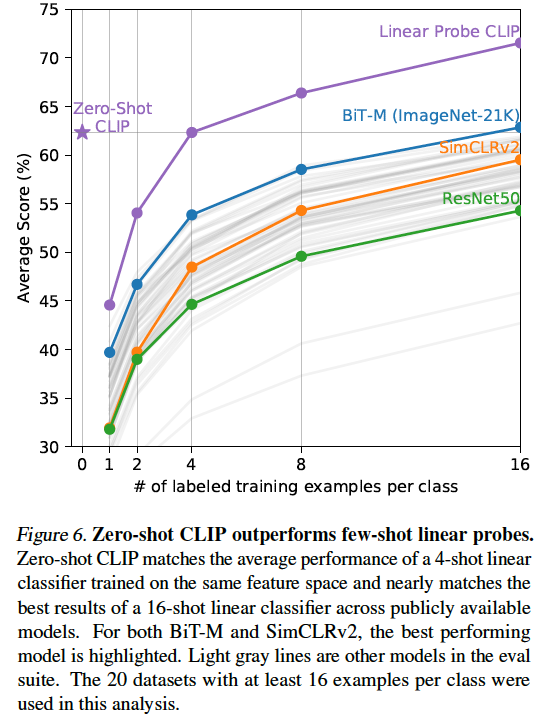 75
70
65
60
55
50
45
40
35
30
Average Score (%)
Linear Probe CLIP
Zero-Shot
CLIP
BiT-M (ImageNet-21K)
SimCLRv2
ResNet50
0 1 2 4 8 16
# of labeled training examples per class
Figure 6. Zero-shot CLIP outperforms few-shot linear probes.
Zero-shot CLIP matches the average performance of a 4-shot linear
classifier trained on the same feature space and nearly matches the
best results of a 16-shot linear classifier across publicly available
models. For both BiT-M and SimCLRv2, the best performing
model is highlighted. Light gray lines are other models in the eval
suite. The 20 datasets with at least 16 examples per class were
used in this analysis.